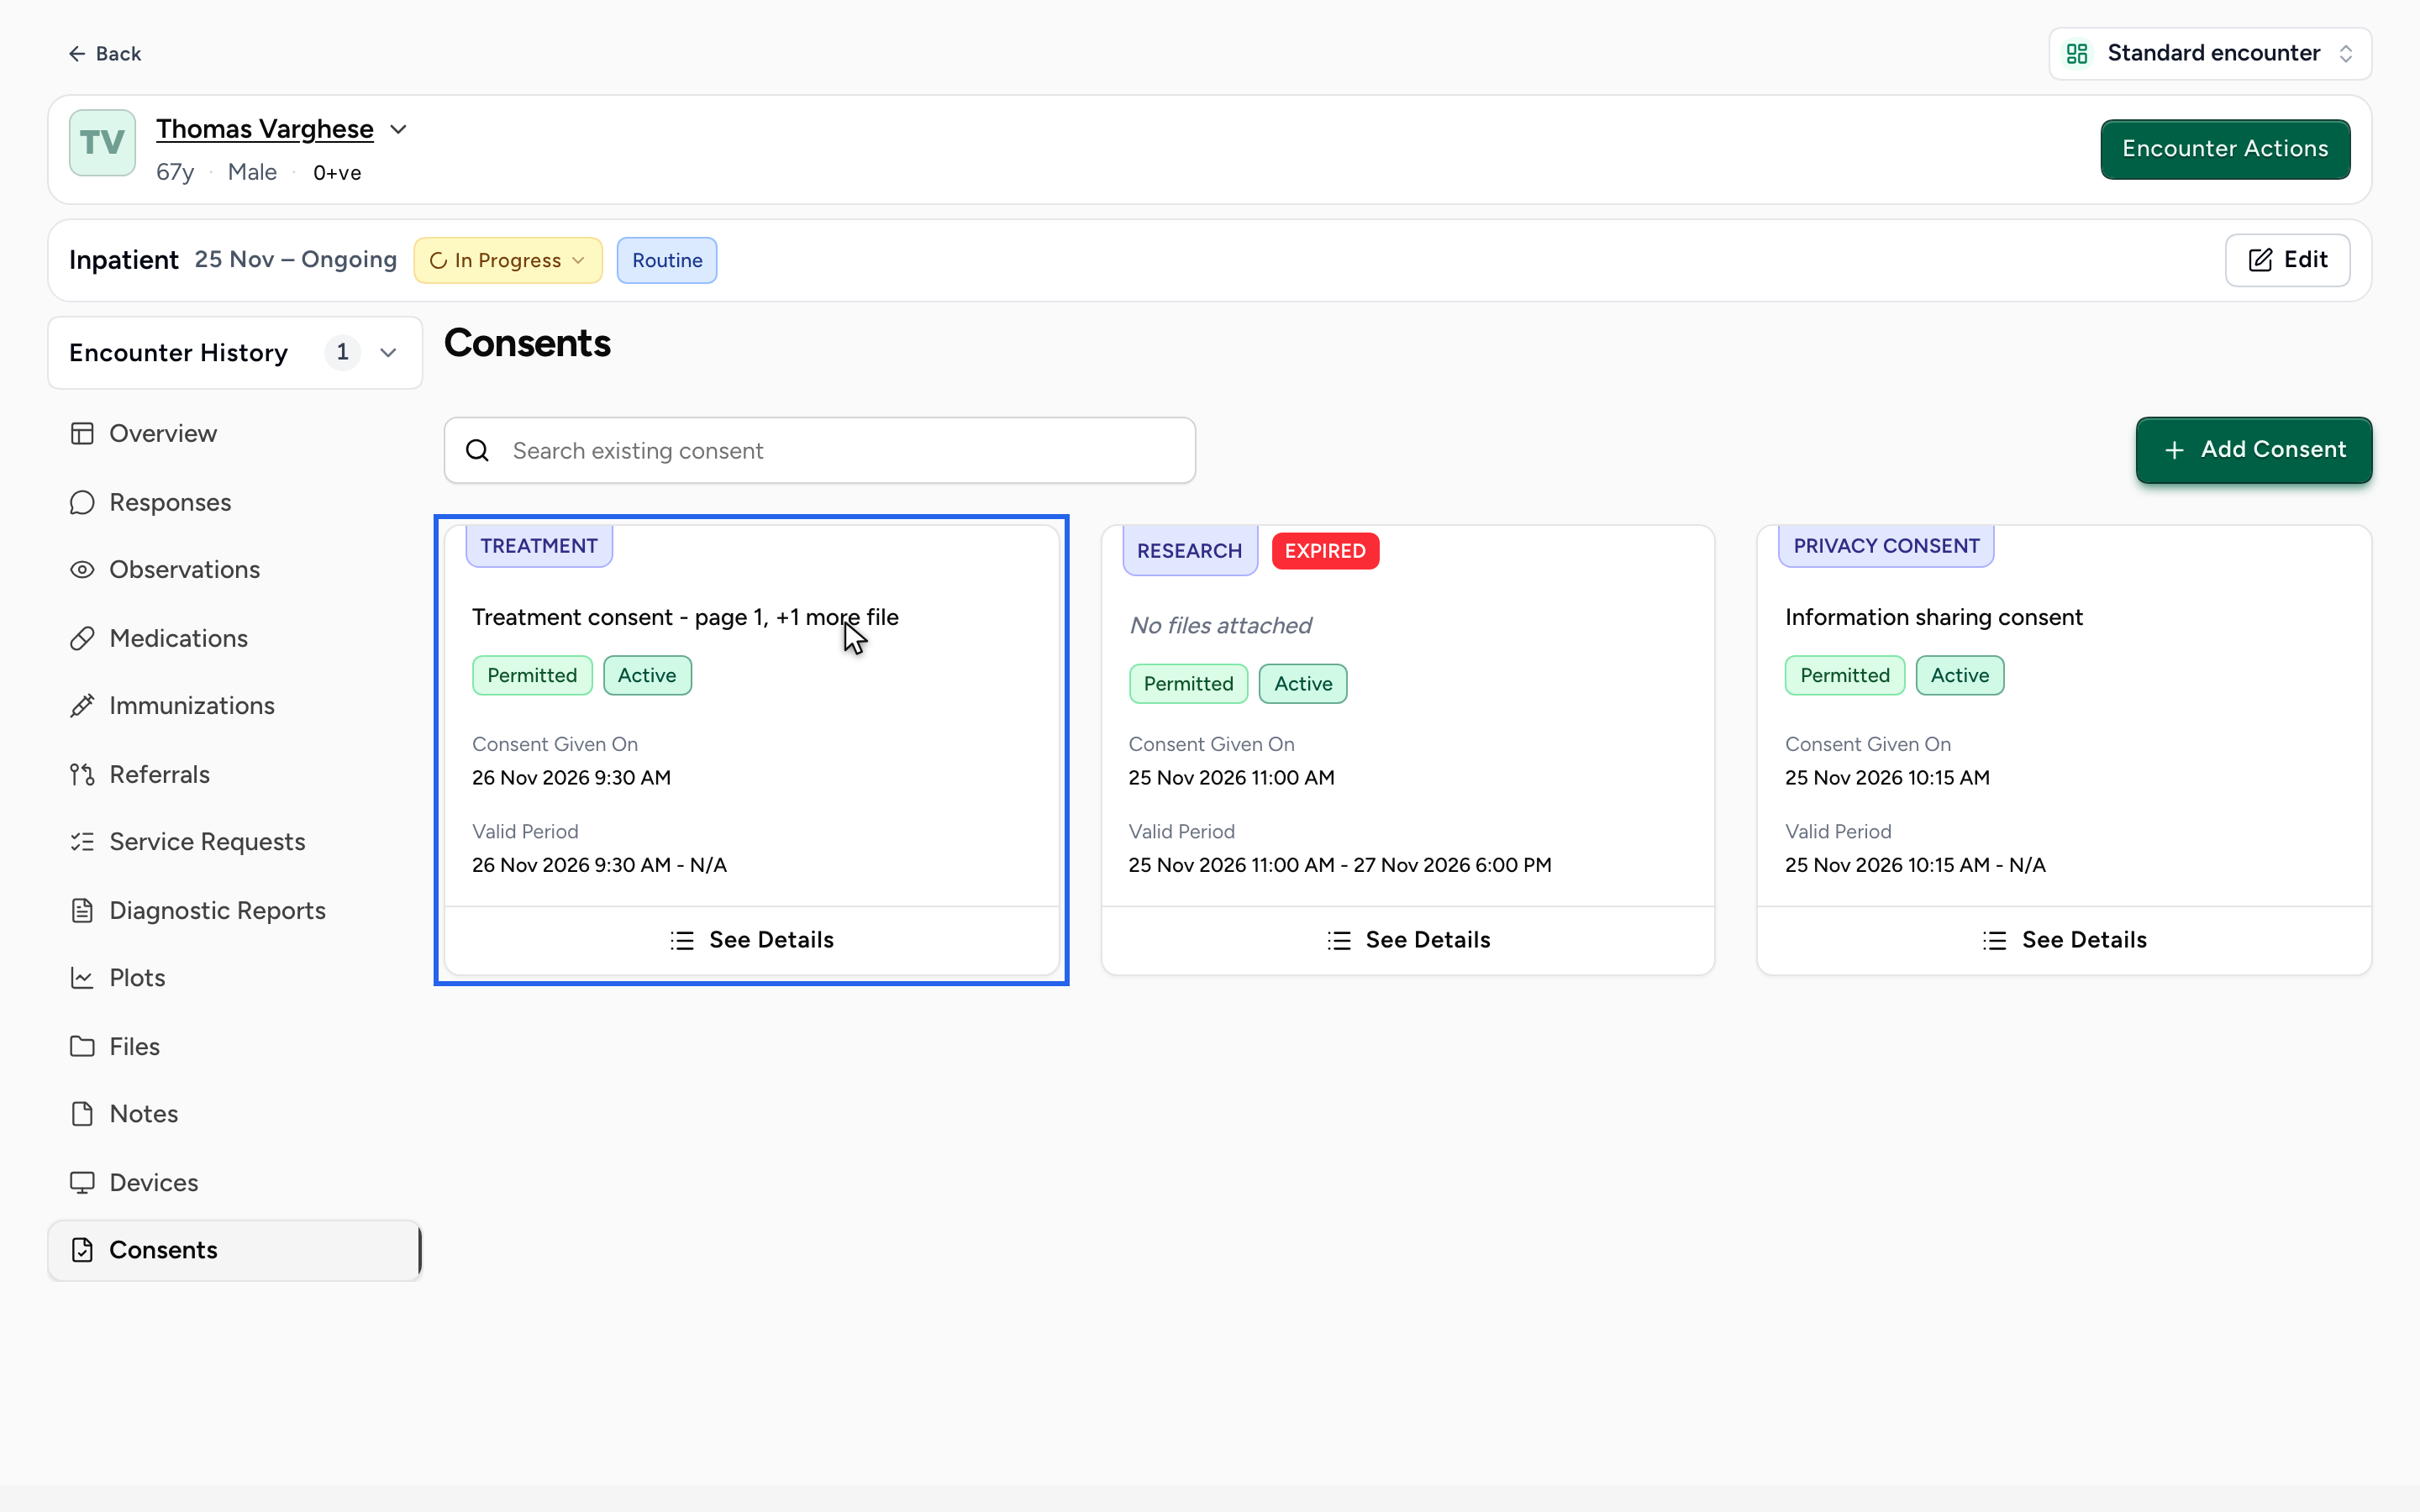 Back
Standard encounter
TV
Thomas Varghese
67y · Male · 0+ve
Encounter Actions
Inpatient 25 Nov – Ongoing In Progress Routine
Edit
Encounter History 1
Overview
Responses
Observations
Medications
Immunizations
Referrals
Service Requests
Diagnostic Reports
Plots
Files
Notes
Devices
Consents
Consents
Search existing consent
+ Add Consent
TREATMENT
Treatment consent - page 1, +1 more file
Permitted Active
Consent Given On
26 Nov 2026 9:30 AM
Valid Period
26 Nov 2026 9:30 AM - N/A
See Details
RESEARCH EXPIRED
No files attached
Permitted Active
Consent Given On
25 Nov 2026 11:00 AM
Valid Period
25 Nov 2026 11:00 AM - 27 Nov 2026 6:00 PM
See Details
PRIVACY CONSENT
Information sharing consent
Permitted Active
Consent Given On
25 Nov 2026 10:15 AM
Valid Period
25 Nov 2026 10:15 AM - N/A
See Details